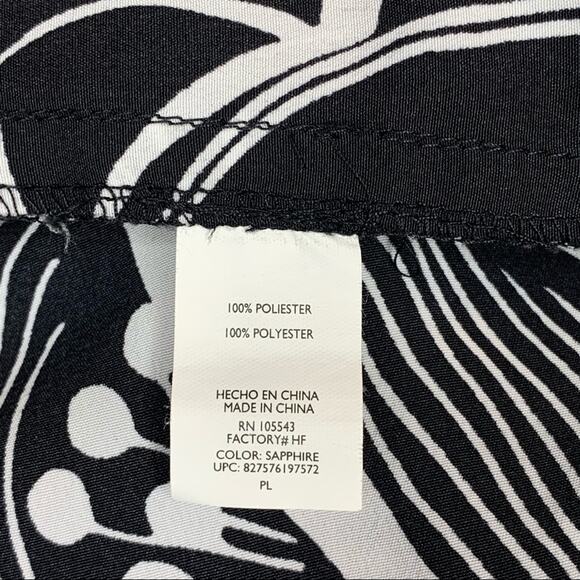 100% POLIESTER
100% POLYESTER
HECHO EN CHINA
MADE IN CHINA
RN 105543
FACTORY# HF
COLOR: SAPPHIRE
UPC: 827576197572
PL